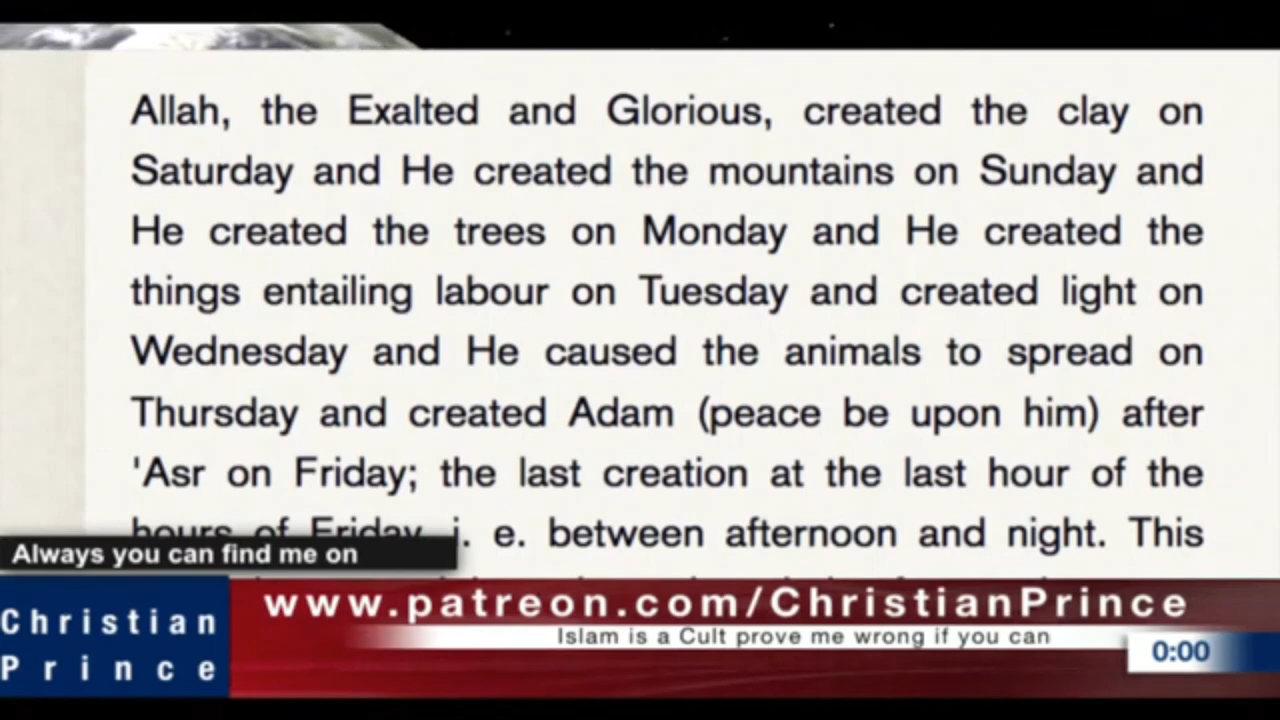 Allah, the Exalted and Glorious, created the clay on
Saturday and He created the mountains on Sunday and
He created the trees on Monday and He created the
things entailing labour on Tuesday and created light on
Wednesday and He caused the animals to spread on
Thursday and created Adam (peace be upon him) after
'Asr on Friday; the last creation at the last hour of the
hours of Friday, i. e. between afternoon and night. This
Always you can find me on
Christian
Prince
www.patreon.com/ChristianPrince
Islam is a Cult prove me wrong if you can
0:00